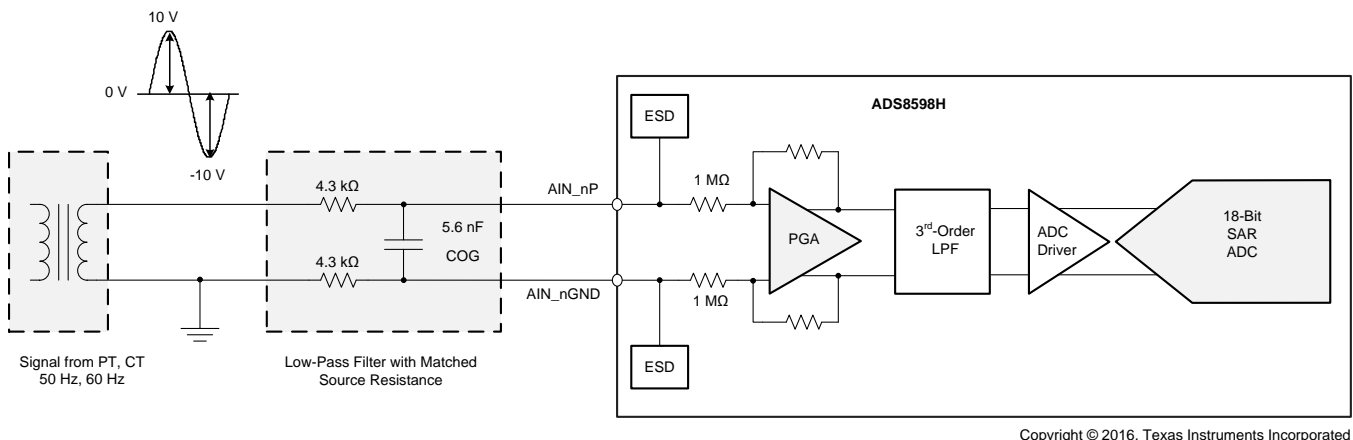 10 V
0 V
-10 V
ADS8598H
ESD
4.3 kΩ
AIN_nP
1 MΩ
5.6 nF
COG
PGA
3rd-Order
LPF
ADC
Driver
18-Bit
SAR
ADC
4.3 kΩ
AIN_nGND
1 MΩ
ESD
Signal from PT, CT
50 Hz, 60 Hz
Low-Pass Filter with Matched
Source Resistance
Copyright © 2016, Texas Instruments Incorporated